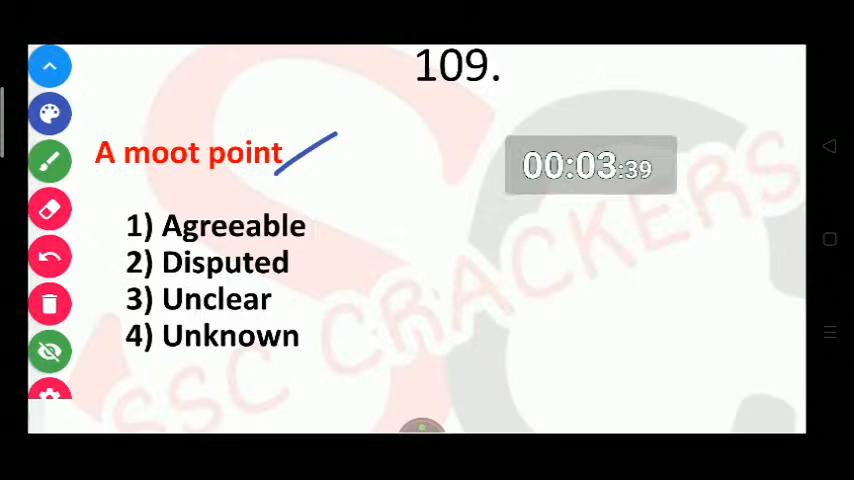 109.
A moot point
00:03:39
1) Agreeable
2) Disputed
3) Unclear
4) Unknown
SSC CRACKERS